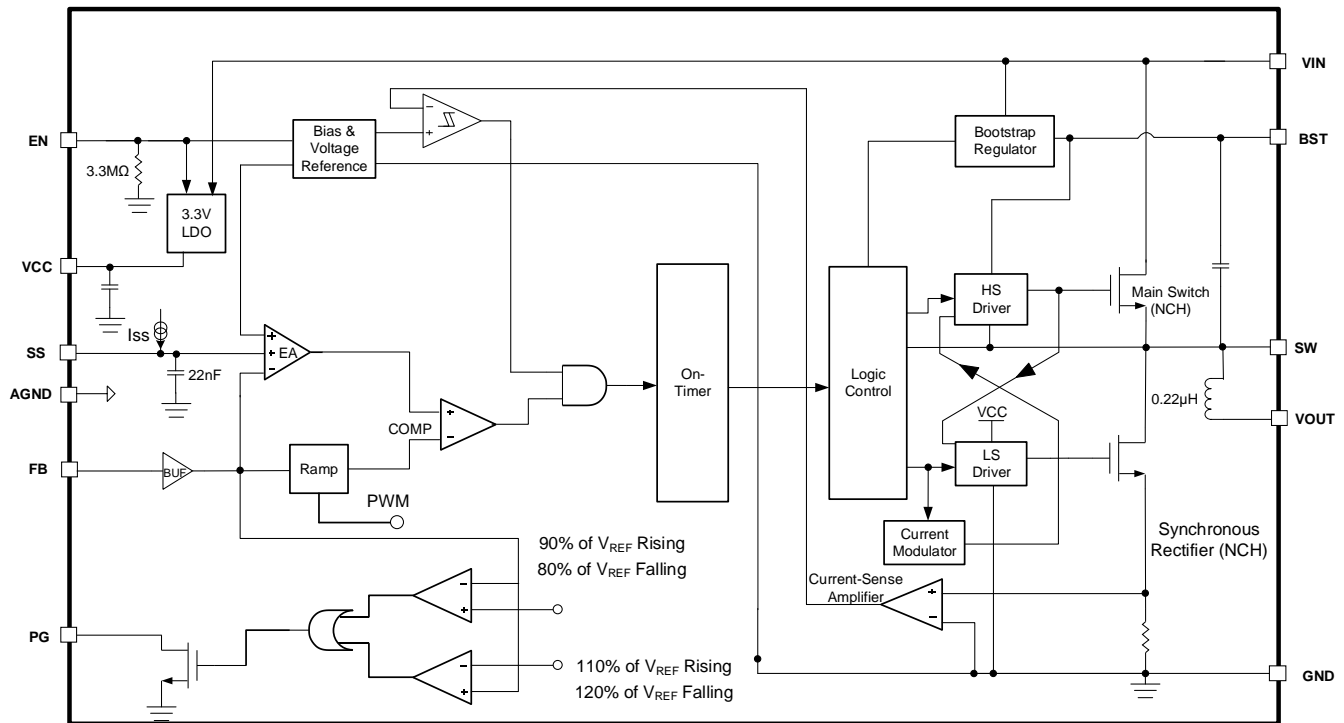 VIN
EN
Bias &
Voltage
Reference
−
+
Bootstrap
Regulator
BST
3.3MΩ
3.3V
LDO
VCC
On-
Timer
Logic
Control
HS
Driver
Main Switch
(NCH)
ISS
SS
+
+
−
EA
22nF
SW
AGND
0.22µH
VOUT
COMP
+
−
VCC
LS
Driver
FB
BUF
Ramp
PWM
Current
Modulator
Synchronous
Rectifier (NCH)
90% of VREF Rising
80% of VREF Falling
Current-Sense
Amplifier
+
−
−
+
PG
−
+
110% of VREF Rising
120% of VREF Falling
GND